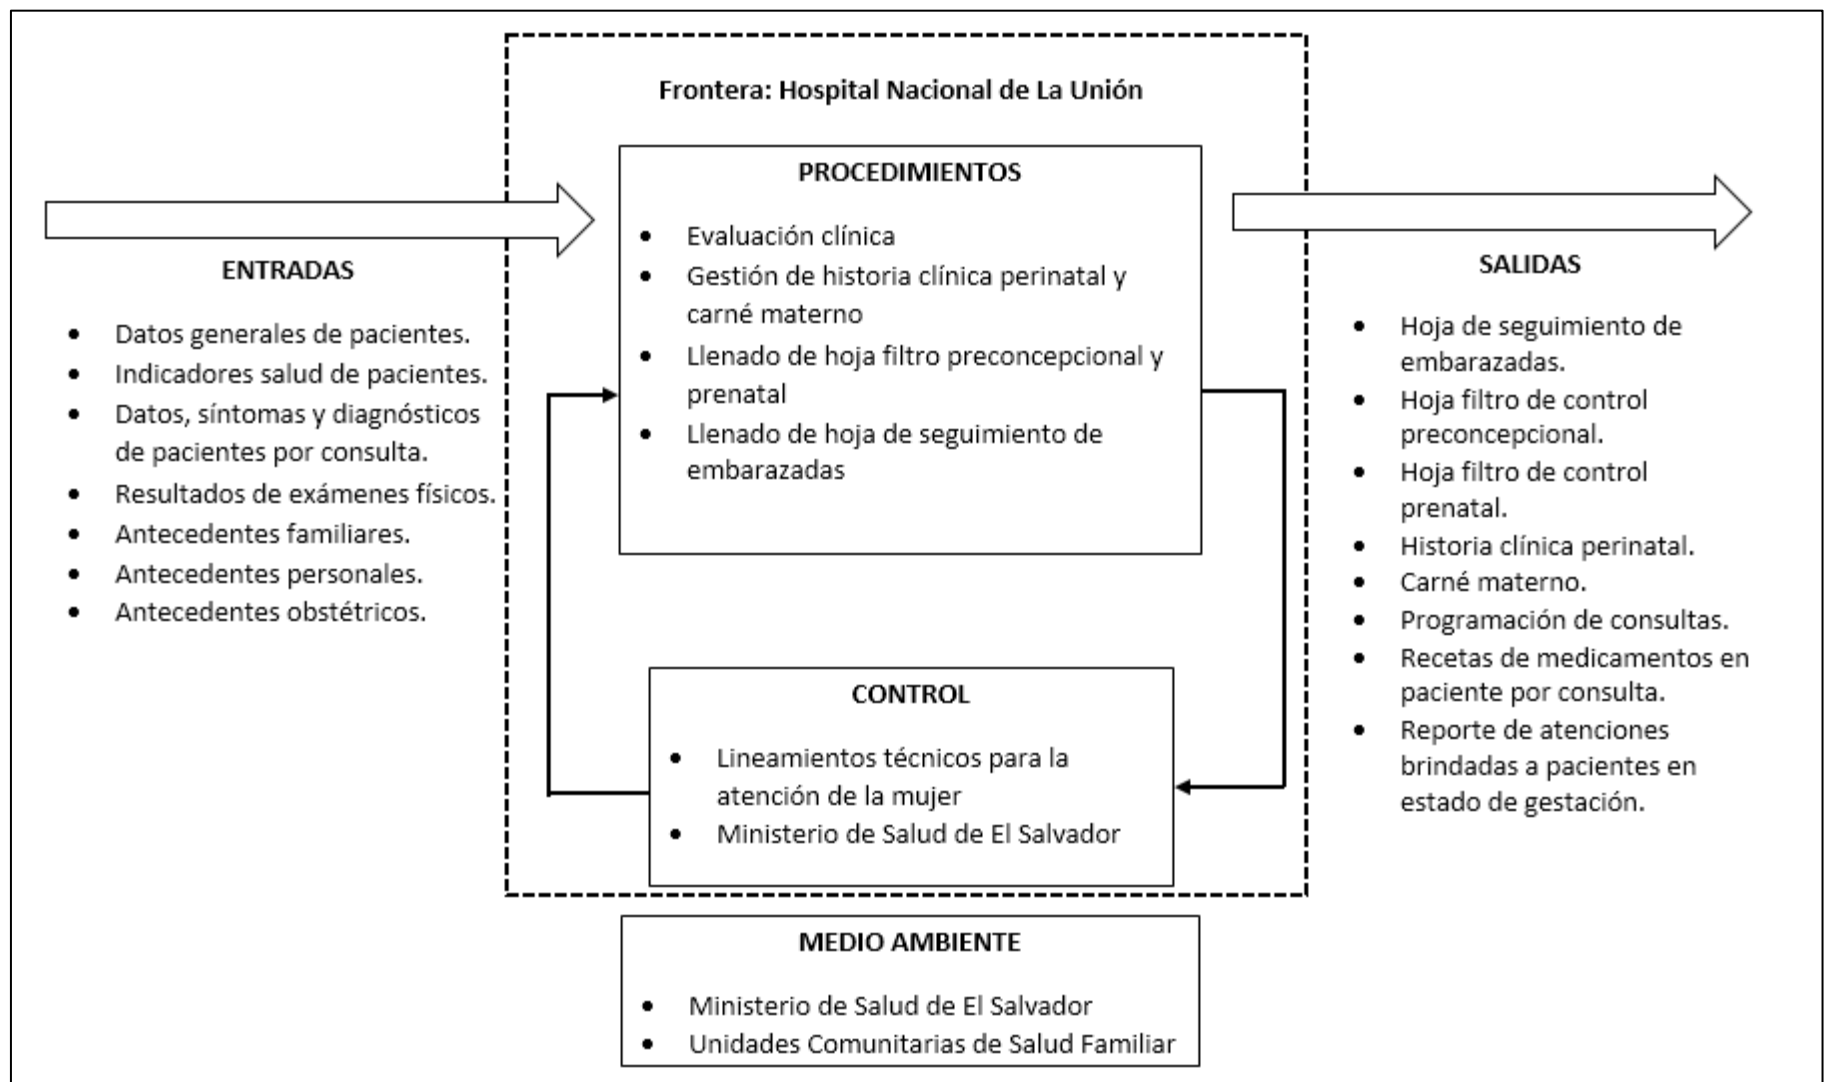 Frontera: Hospital Nacional de La Unión
ENTRADAS
• Datos generales de pacientes.
• Indicadores salud de pacientes.
• Datos, síntomas y diagnósticos
de pacientes por consulta.
• Resultados de exámenes físicos.
• Antecedentes familiares.
• Antecedentes personales.
• Antecedentes obstétricos.
PROCEDIMIENTOS
• Evaluación clínica
• Gestión de historia clínica perinatal y
carné materno
• Llenado de hoja filtro preconcepcional y
prenatal
• Llenado de hoja de seguimiento de
embarazadas
CONTROL
• Lineamientos técnicos para la
atención de la mujer
• Ministerio de Salud de El Salvador
SALIDAS
• Hoja de seguimiento de
embarazadas.
• Hoja filtro de control
preconcepcional.
• Hoja filtro de control
prenatal.
• Historia clínica perinatal.
• Carné materno.
• Programación de consultas.
• Recetas de medicamentos en
paciente por consulta.
• Reporte de atenciones
brindadas a pacientes en
estado de gestación.
MEDIO AMBIENTE
• Ministerio de Salud de El Salvador
• Unidades Comunitarias de Salud Familiar